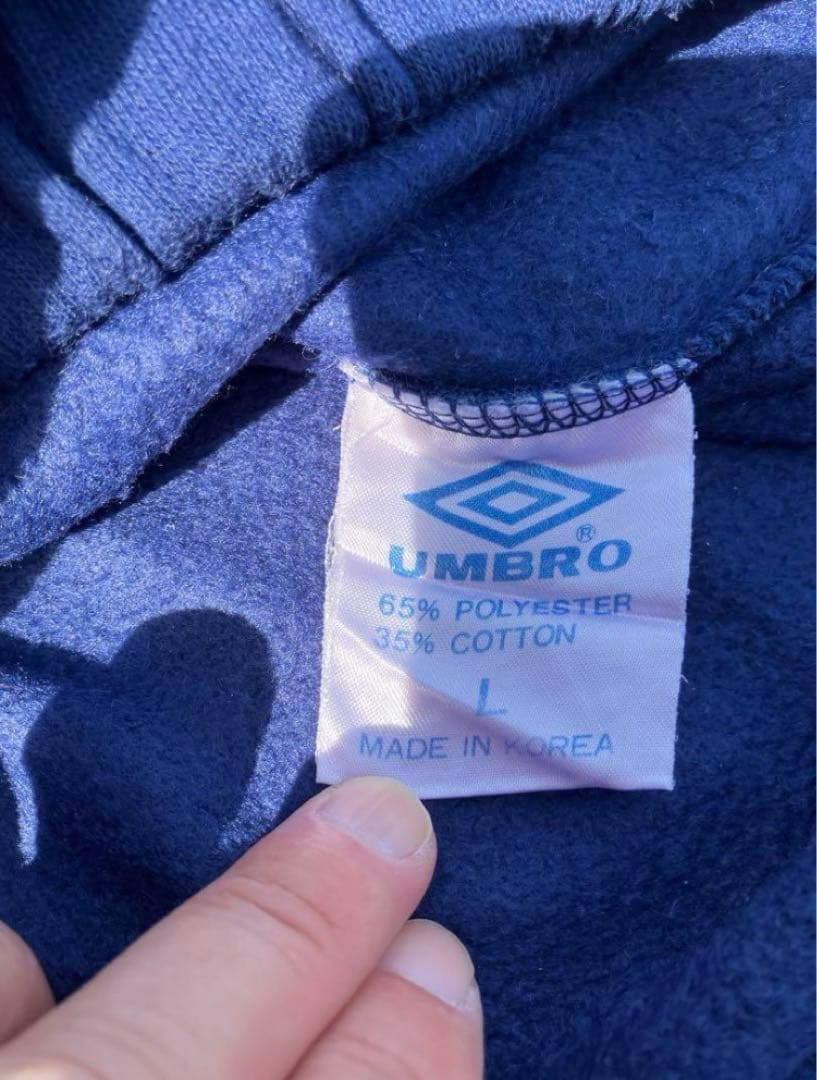 UMBRO®
65% POLYESTER
35% COTTON
L
MADE IN KOREA